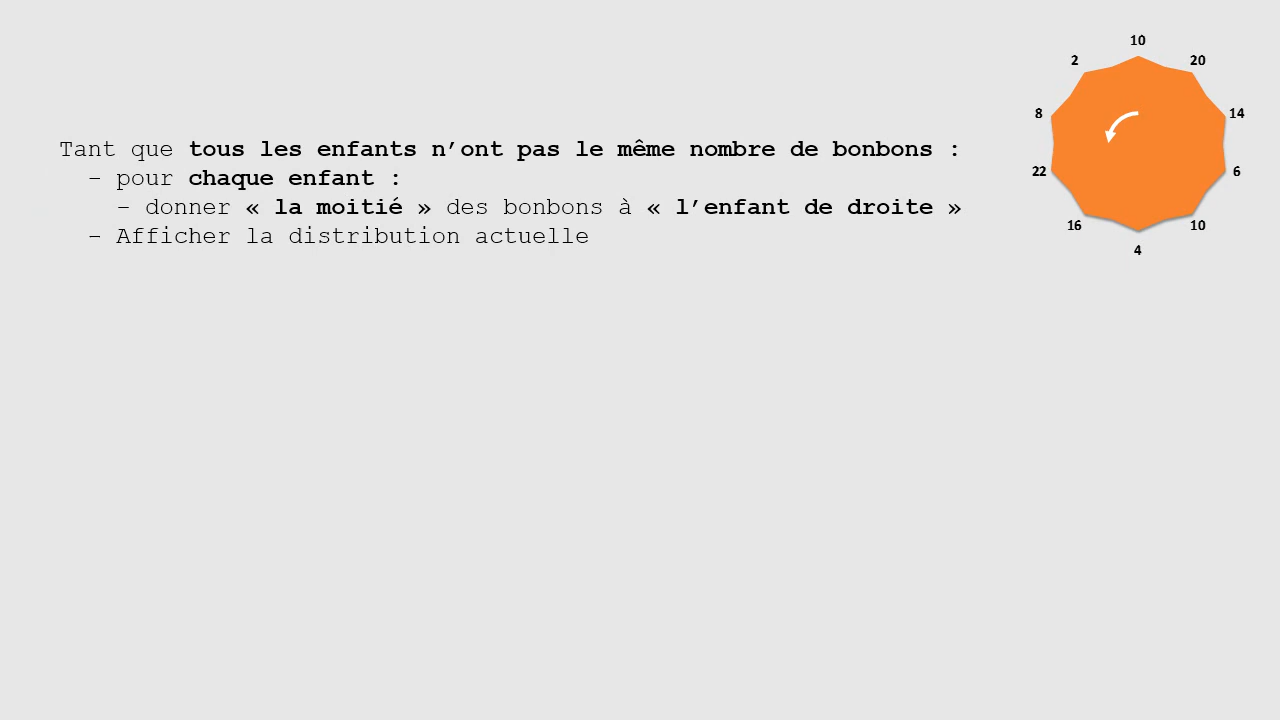 10
2
20
8
14
Tant que tous les enfants n’ont pas le même nombre de bonbons :
– pour chaque enfant :
22
6
– donner « la moitié » des bonbons à « l’enfant de droite »
16
10
– Afficher la distribution actuelle
4